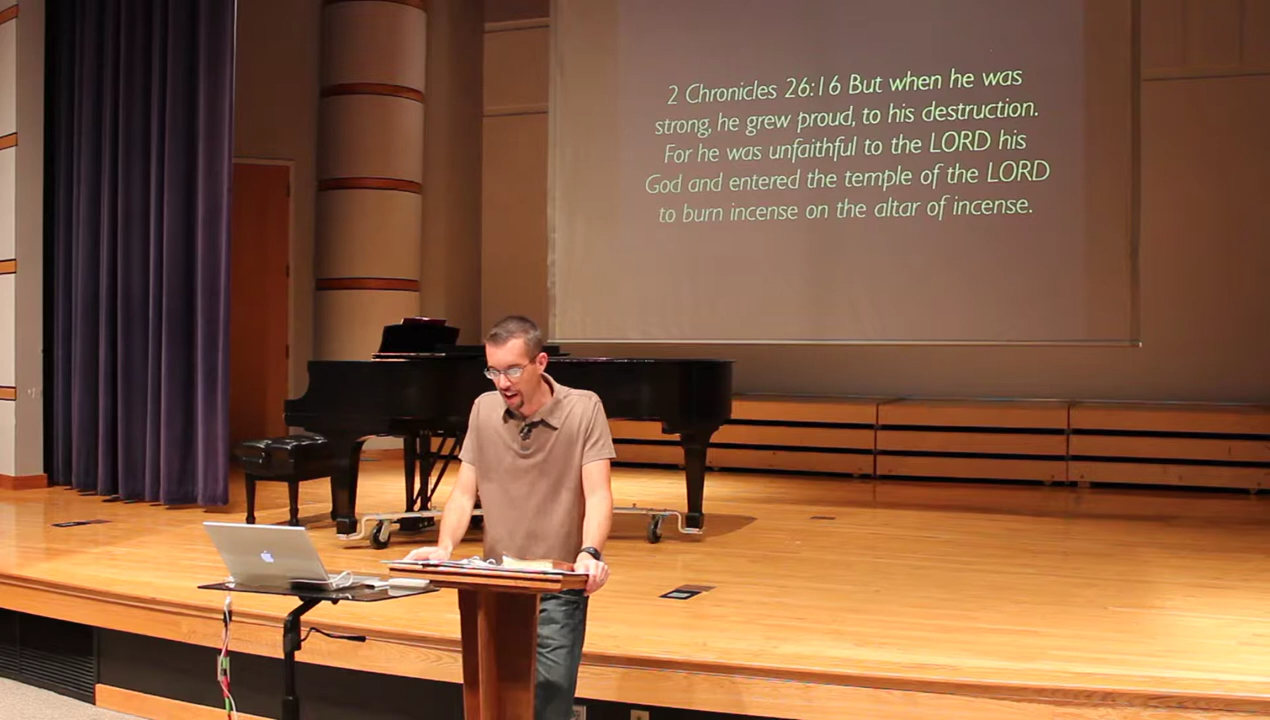 2 Chronicles 26:16 But when he was
strong, he grew proud, to his destruction.
For he was unfaithful to the LORD his
God and entered the temple of the LORD
to burn incense on the altar of incense.